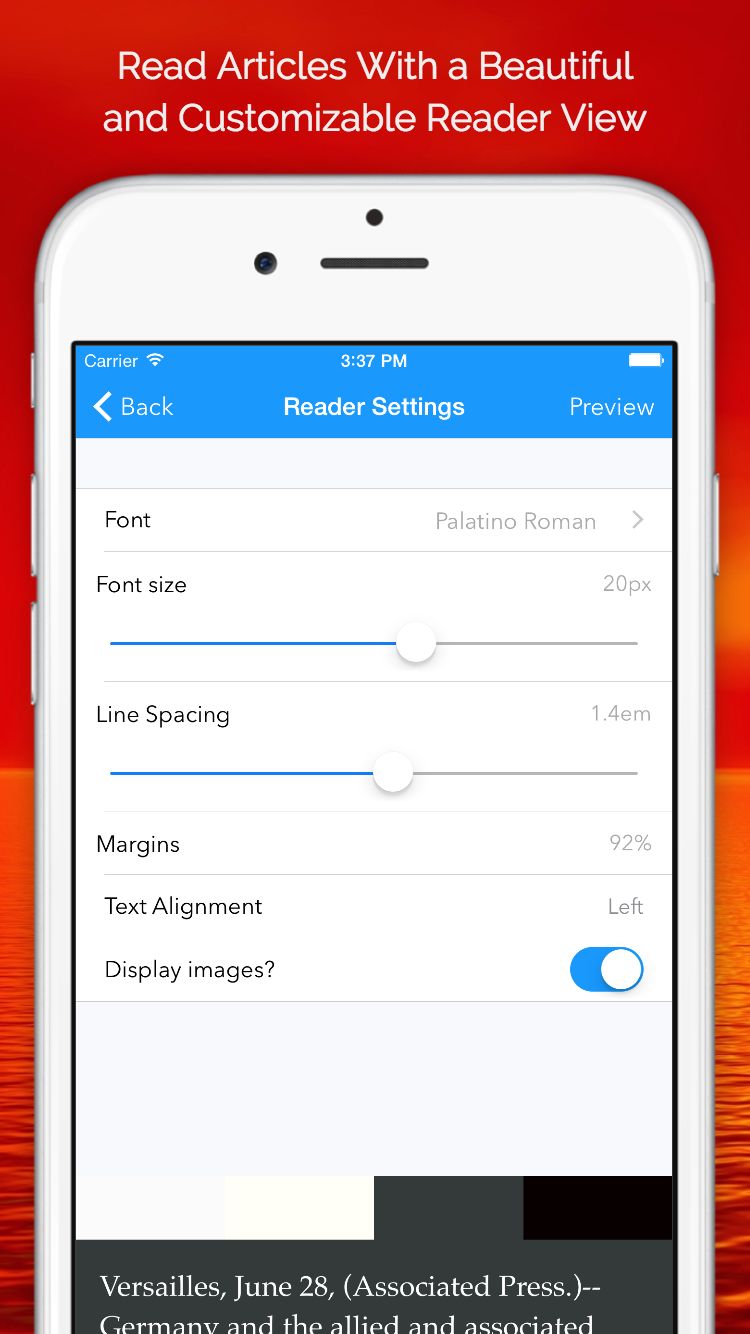 Read Articles With a Beautiful
and Customizable Reader View
Carrier 3:37 PM
Back Reader Settings Preview
Font Palatino Roman
Font size 20px
Line Spacing 1.4em
Margins 92%
Text Alignment Left
Display images?
Versailles, June 28, (Associated Press.)--
Germany and the allied and associated